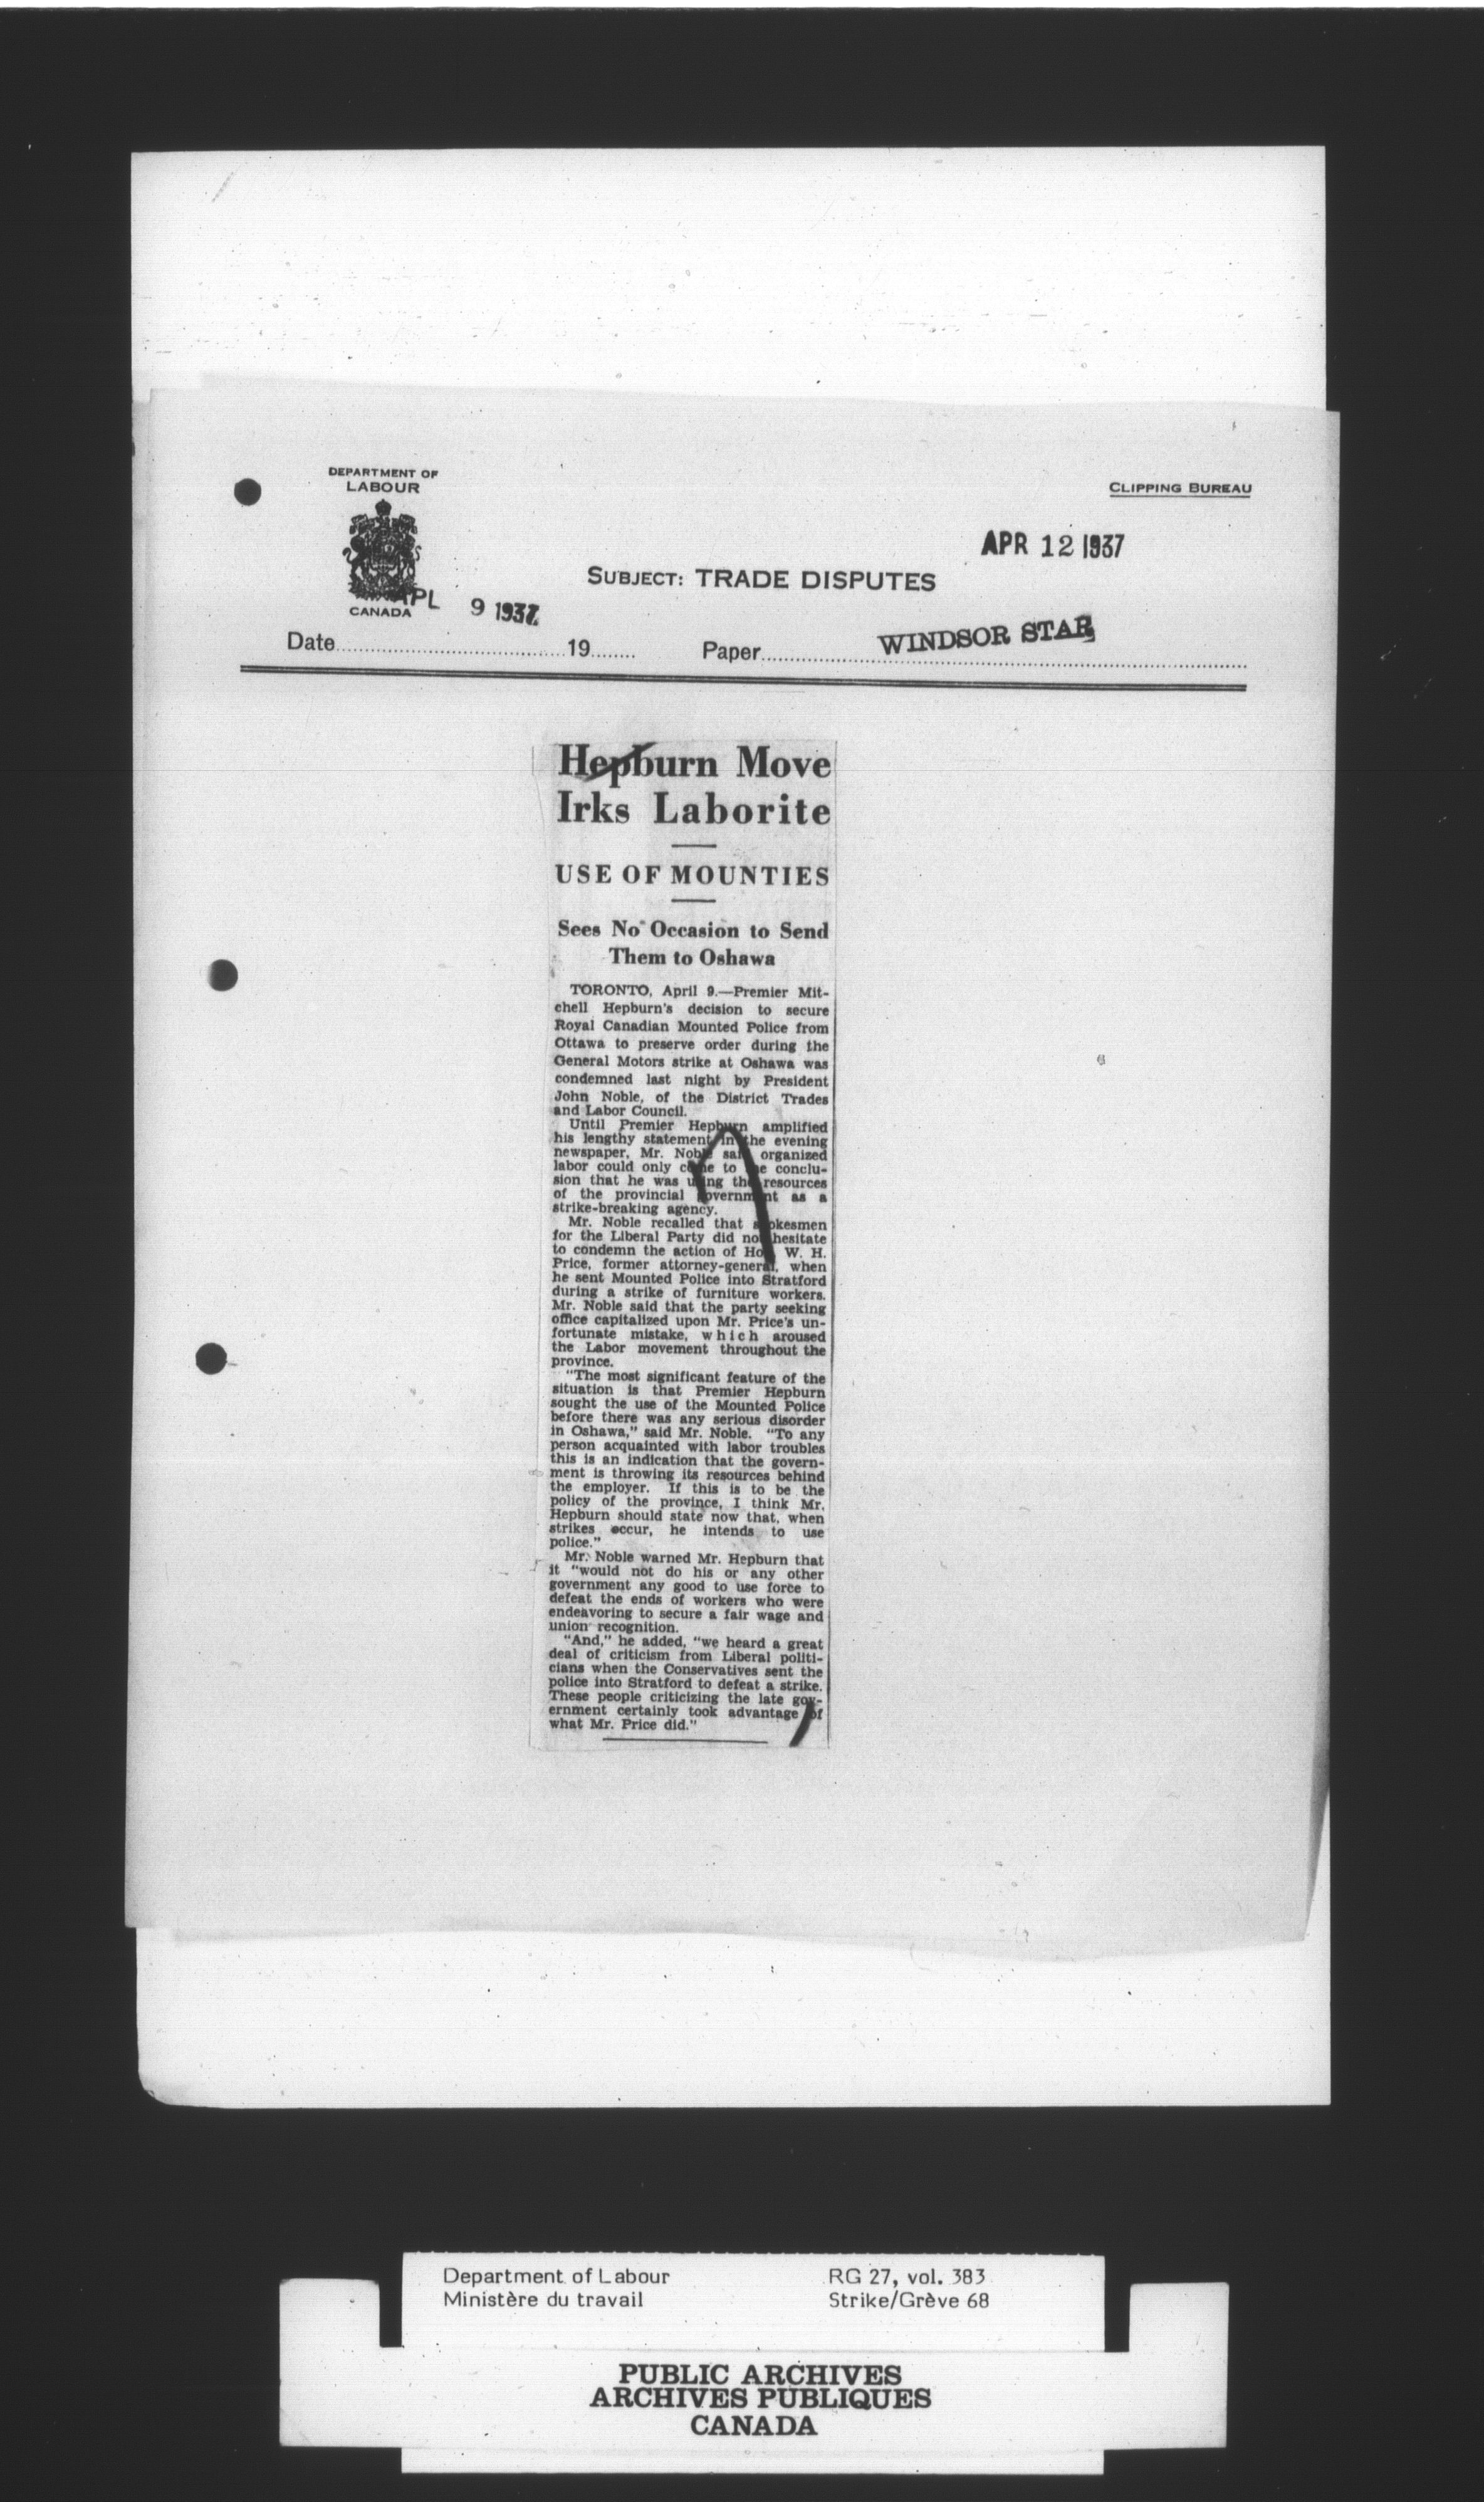 DEPARTMENT OF
LABOUR
CANADA
CLIPPING BUREAU
APR 12 1937
SUBJECT: TRADE DISPUTES
APL 9 1937
Date 19 Paper WINDSOR STAR
Hepburn Move
Irks Laborite
USE OF MOUNTIES
Sees No Occasion to Send
Them to Oshawa
TORONTO, April 9.—Premier Mit-
chell Hepburn's decision to secure
Royal Canadian Mounted Police from
Ottawa to preserve order during the
General Motors strike at Oshawa was
condemned last night by President
John Noble, of the District Trades
and Labor Council.
Until Premier Hepburn amplified
his lengthy statement in the evening
newspaper, Mr. Noble said organized
labor could only come to the conclu-
sion that he was using the resources
of the provincial government as a
strike-breaking agency.
Mr. Noble recalled that spokesmen
for the Liberal Party did not hesitate
to condemn the action of Hon. W. H.
Price, former attorney-general, when
he sent Mounted Police into Stratford
during a strike of furniture workers.
Mr. Noble said that the party seeking
office capitalized upon Mr. Price's un-
fortunate mistake, which aroused
the Labor movement throughout the
province.
"The most significant feature of the
situation is that Premier Hepburn
sought the use of the Mounted Police
before there was any serious disorder
in Oshawa," said Mr. Noble. "To any
person acquainted with labor troubles
this is an indication that the govern-
ment is throwing its resources behind
the employer. If this is to be the
policy of the province, I think Mr.
Hepburn should state now that, when
strikes occur, he intends to use
police."
Mr. Noble warned Mr. Hepburn that
it "would not do his or any other
government any good to use force to
defeat the ends of workers who were
endeavoring to secure a fair wage and
union recognition.
"And," he added, "we heard a great
deal of criticism from Liberal politi-
cians when the Conservatives sent the
police into Stratford to defeat a strike.
These people criticizing the late gov-
ernment certainly took advantage of
what Mr. Price did."
Department of Labour RG 27, vol. 383
Ministère du travail Strike/Grève 68
PUBLIC ARCHIVES
ARCHIVES PUBLIQUES
CANADA